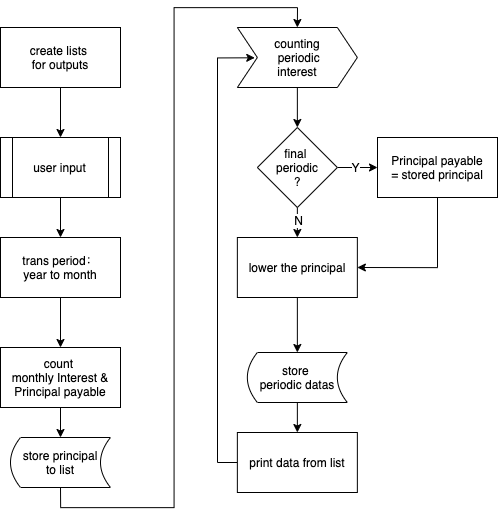 create lists
for outputs
user input
trans period:
year to month
count
monthly Interest &
Principal payable
store principal
to list
counting
periodic
interest
final
periodic
?
Y
Principal payable
= stored principal
N
lower the principal
store
periodic datas
print data from list